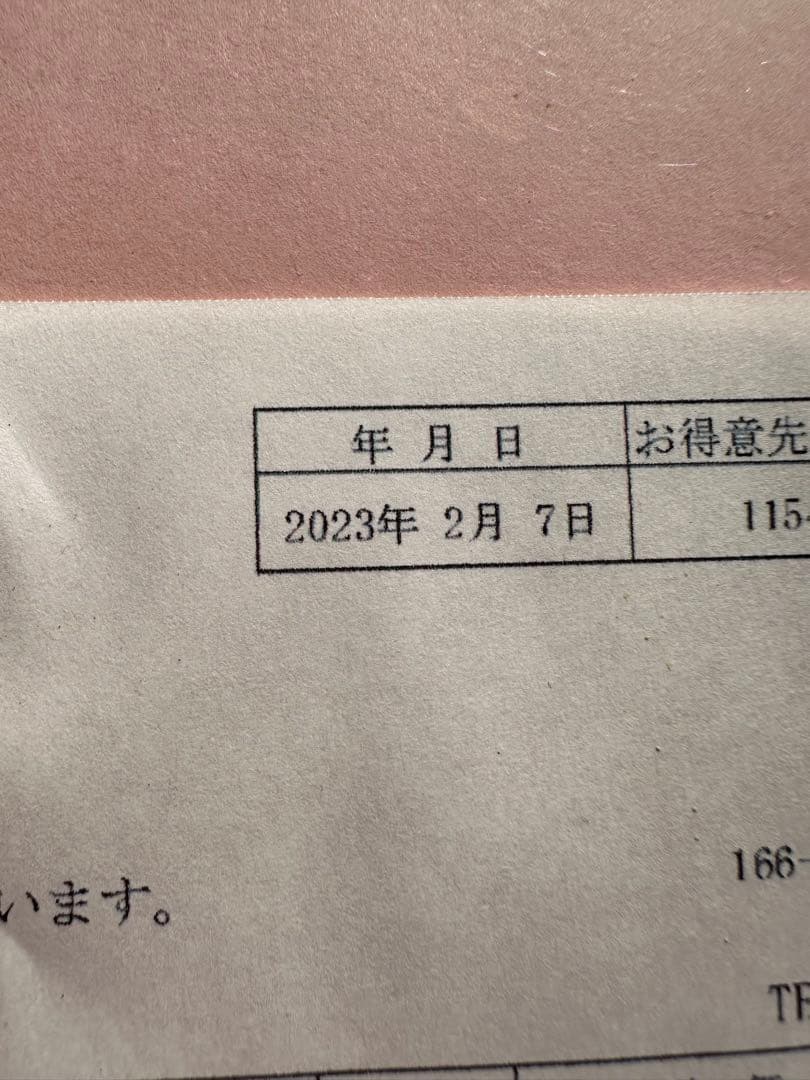 年 月 日 お得意先
2023年 2月 7日 115
166-
います。